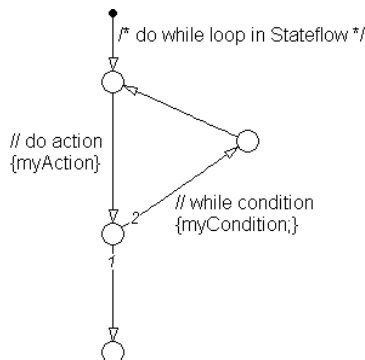 /* do while loop in Stateflow */
// do action
{myAction}
// while condition
{myCondition;}
2
1